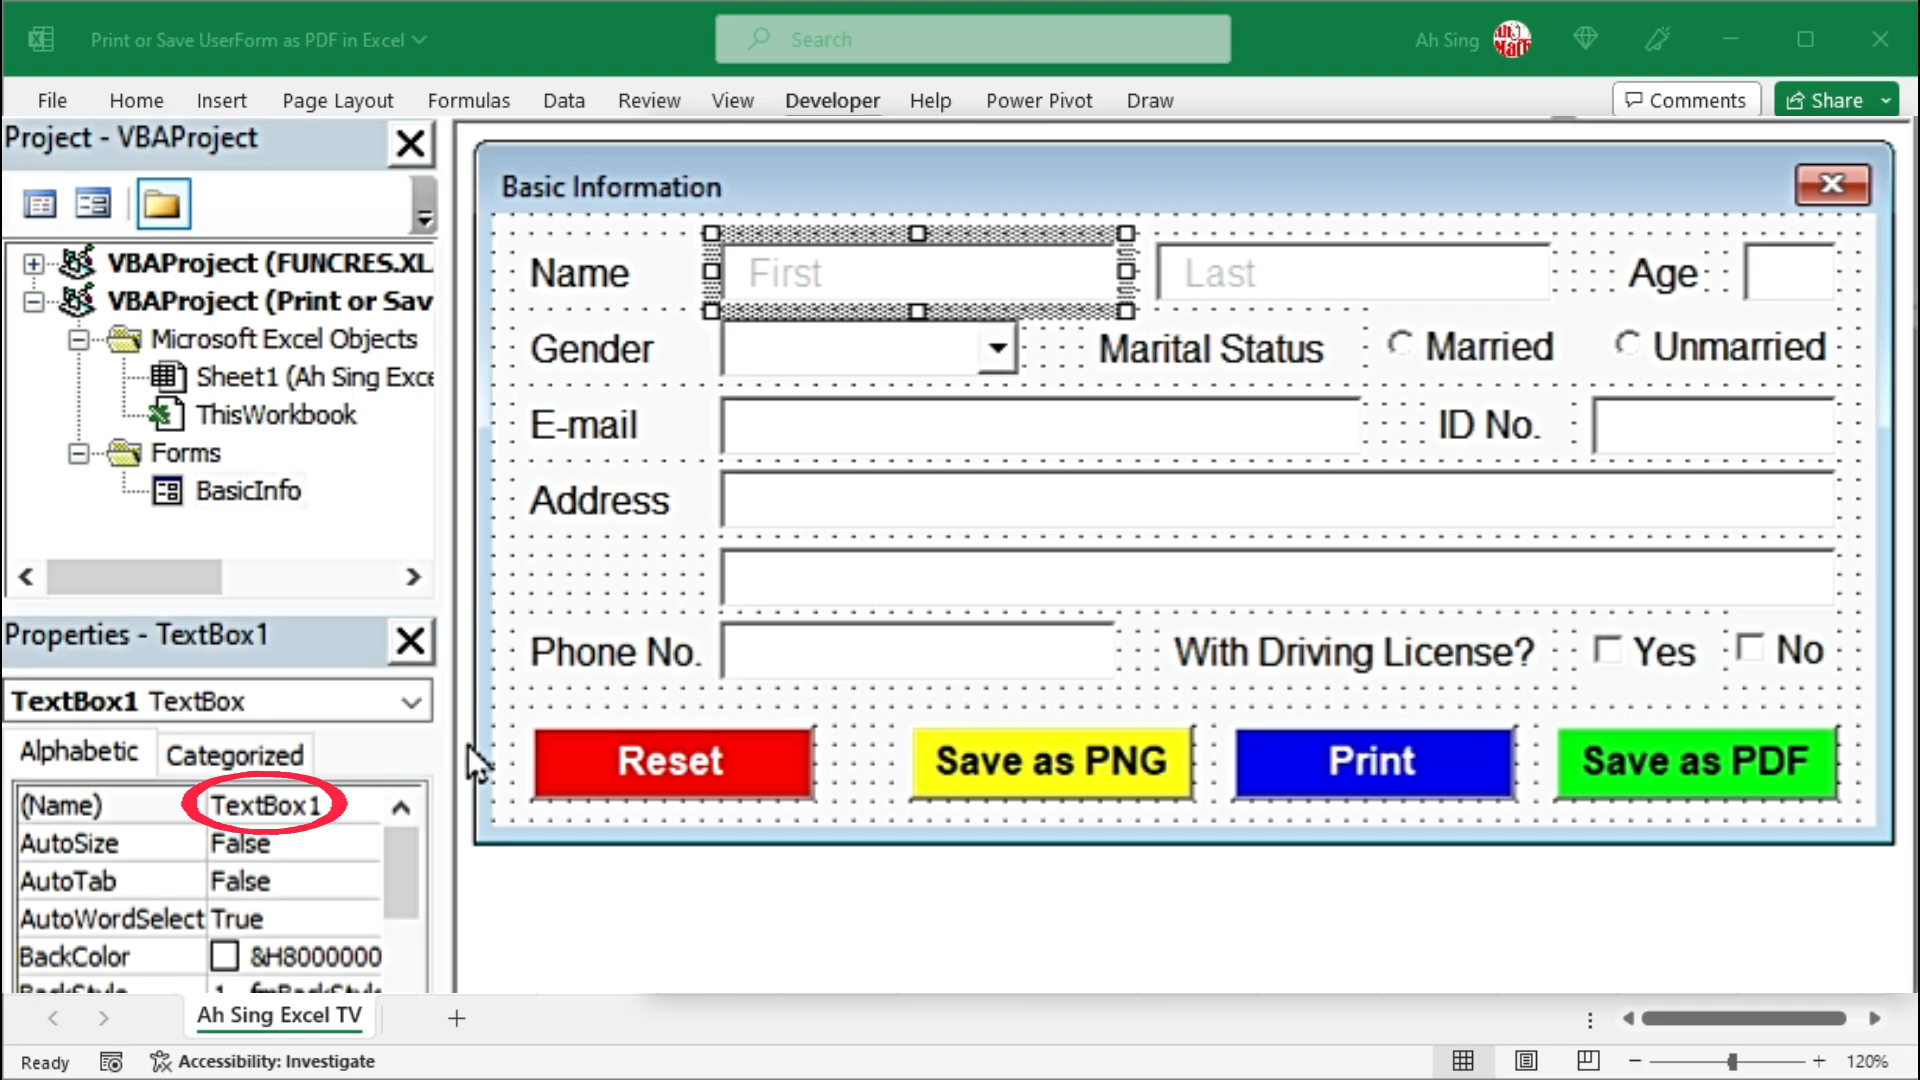 Print or Save UserForm as PDF in Excel
Search
Ah Sing
File Home Insert Page Layout Formulas Data Review View Developer Help Power Pivot Draw
Comments Share
Project - VBAProject
VBAProject (FUNCRES.XL
VBAProject (Print or Sav
Microsoft Excel Objects
Sheet1 (Ah Sing Exce
ThisWorkbook
Forms
BasicInfo
Properties - TextBox1
TextBox1 TextBox
Alphabetic Categorized
(Name) TextBox1
AutoSize False
AutoTab False
AutoWordSelect True
BackColor &H8000000
Basic Information
Name First Last Age
Gender Marital Status Married Unmarried
E-mail ID No.
Address
Phone No. With Driving License? Yes No
Reset Save as PNG Print Save as PDF
Ah Sing Excel TV
Ready Accessibility: Investigate 120%